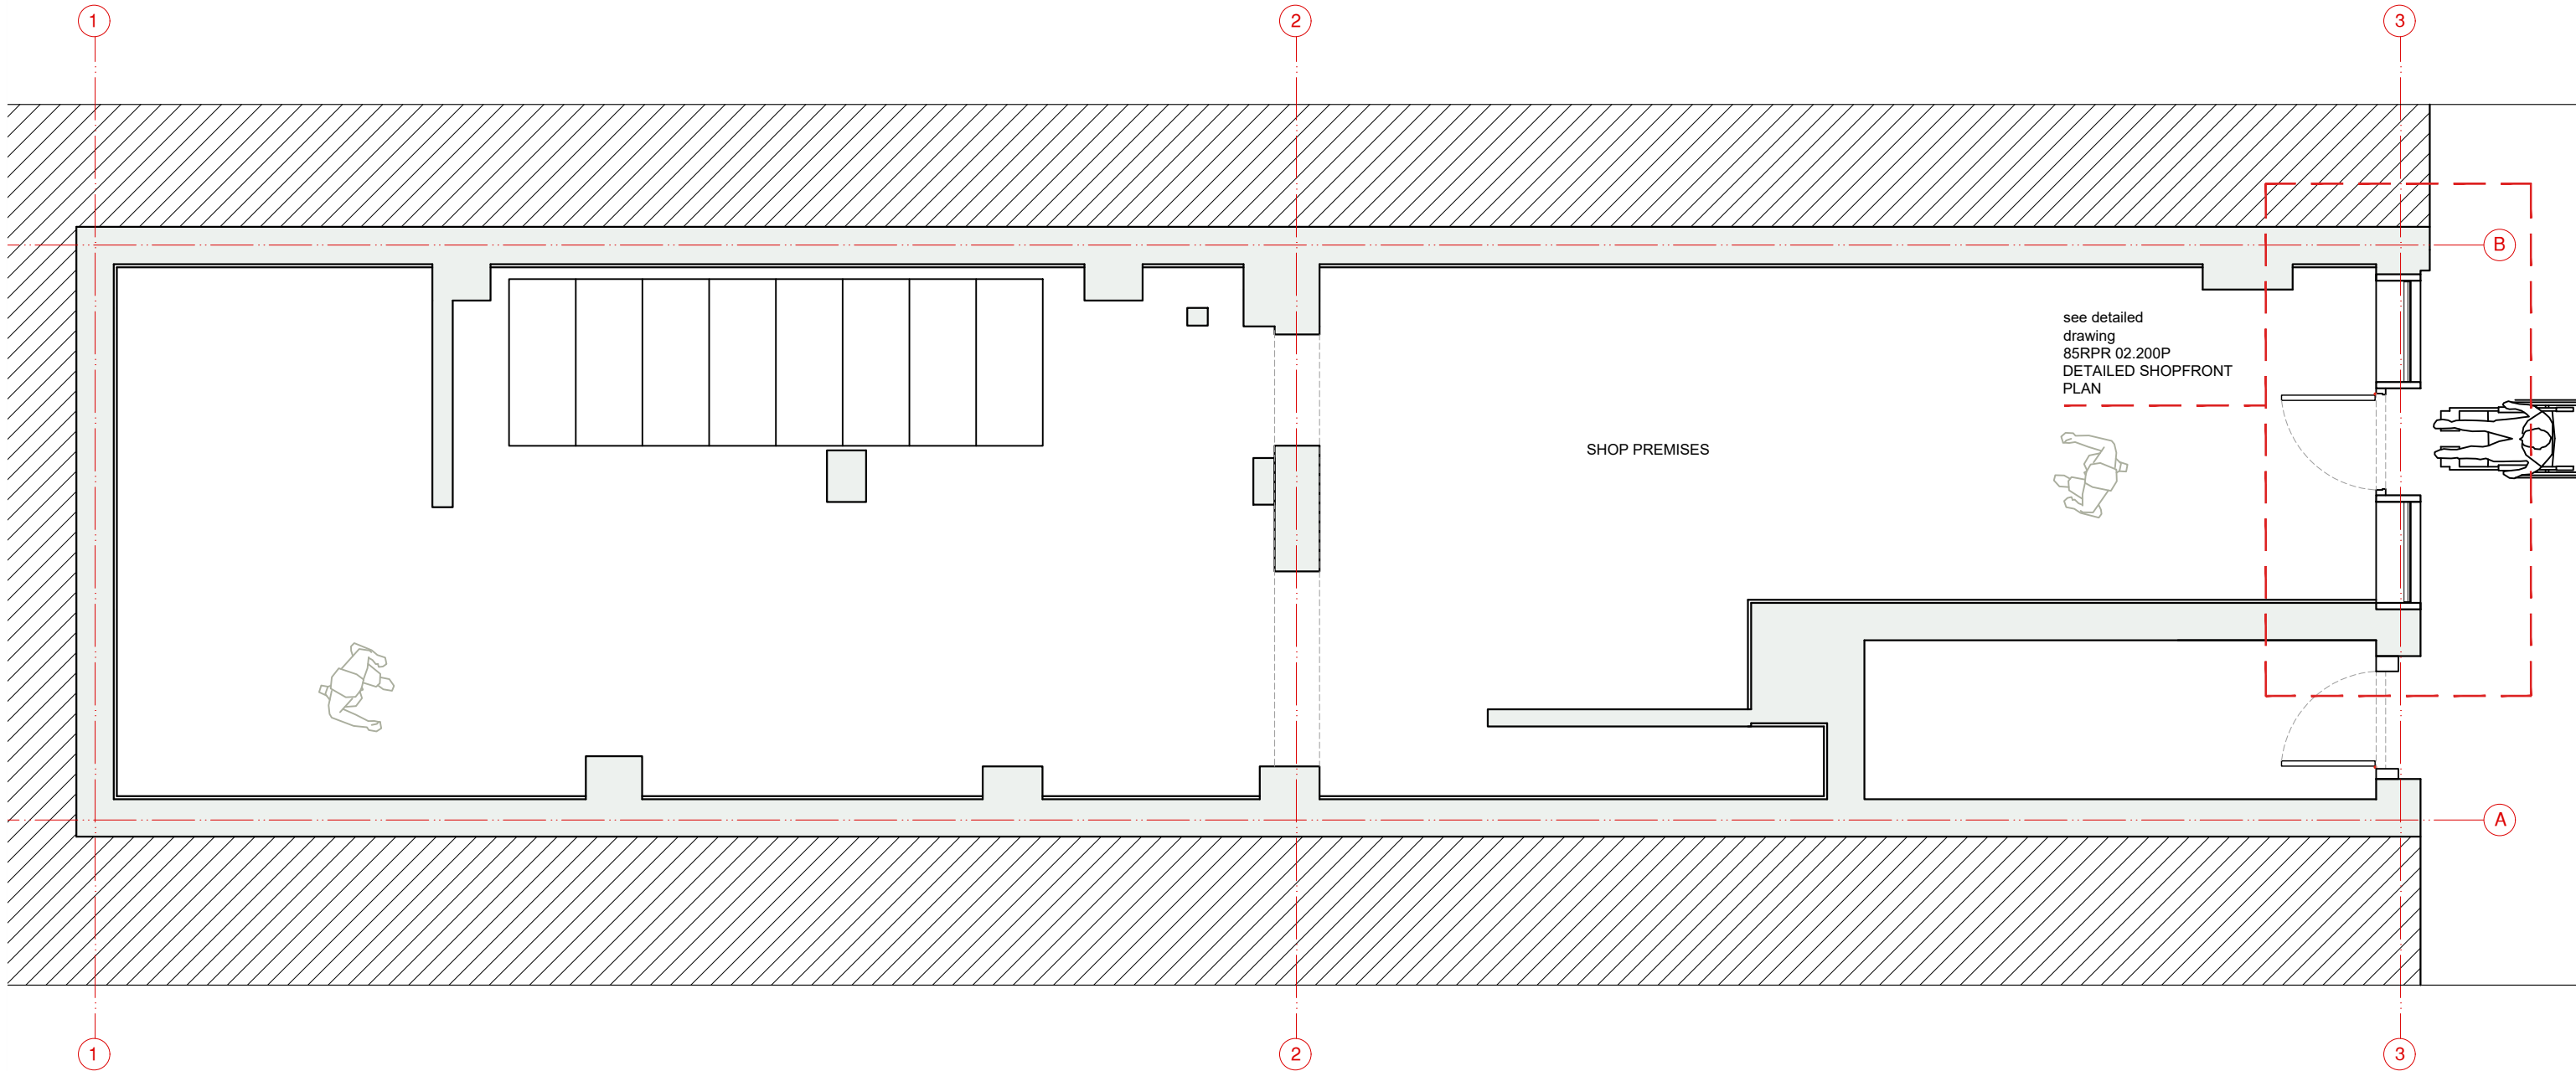 1
2
3
B
see detailed
drawing
85RPR 02.200P
DETAILED SHOPFRONT
PLAN
SHOP PREMISES
A
1
2
3